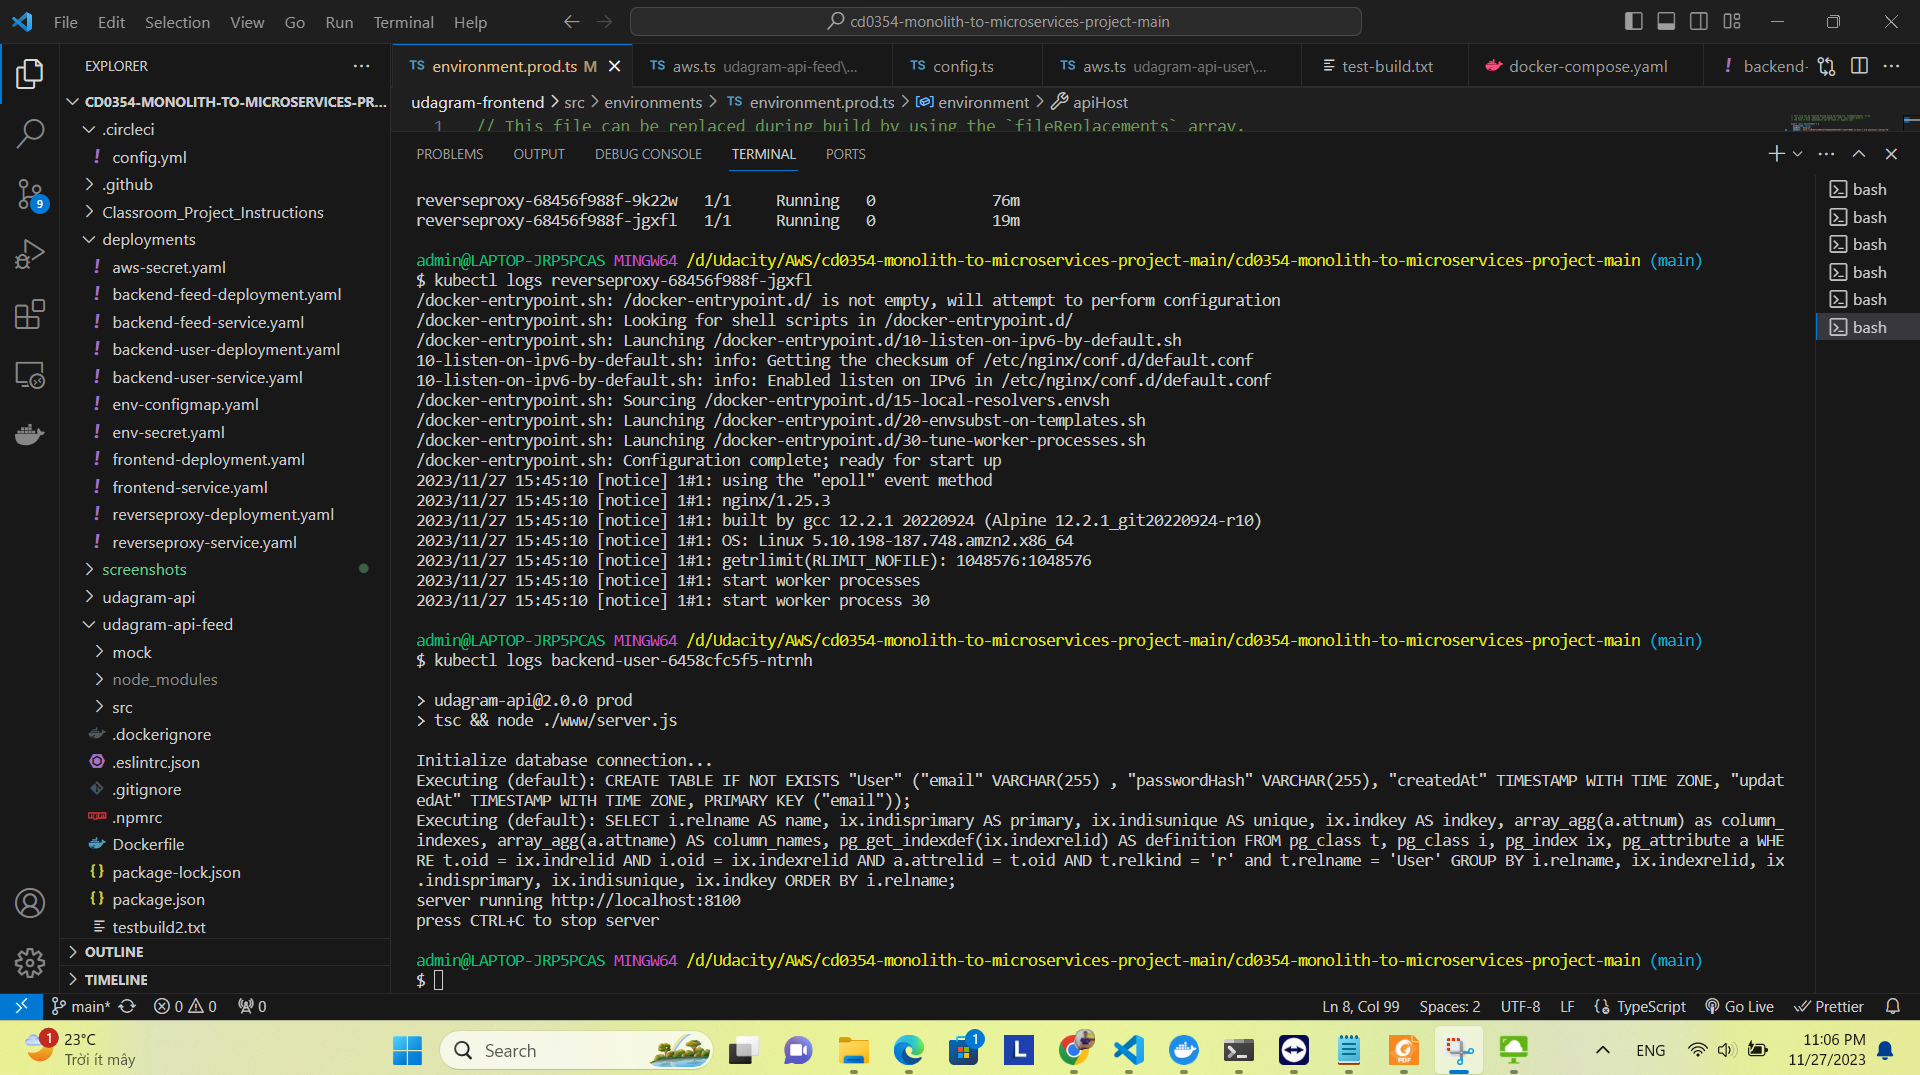 File Edit Selection View Go Run Terminal Help
cd0354-monolith-to-microservices-project-main
EXPLORER
TS environment.prod.ts M
TS aws.ts udagram-api-feed\...
TS config.ts
TS aws.ts udagram-api-user\...
test-build.txt
docker-compose.yaml
! backend-
CD0354-MONOLITH-TO-MICROSERVICES-PR...
.circleci
! config.yml
.github
Classroom_Project_Instructions
deployments
! aws-secret.yaml
! backend-feed-deployment.yaml
! backend-feed-service.yaml
! backend-user-deployment.yaml
! backend-user-service.yaml
! env-configmap.yaml
! env-secret.yaml
! frontend-deployment.yaml
! frontend-service.yaml
! reverseproxy-deployment.yaml
! reverseproxy-service.yaml
screenshots
udagram-api
udagram-api-feed
mock
node_modules
src
.dockerignore
.eslintrc.json
.gitignore
.npmrc
Dockerfile
{} package-lock.json
{} package.json
testbuild2.txt
OUTLINE
TIMELINE
9
udagram-frontend > src > environments > TS environment.prod.ts > environment > apiHost
1 // This file can be replaced during build by using the `fileReplacements` array.
PROBLEMS OUTPUT DEBUG CONSOLE TERMINAL PORTS
reverseproxy-68456f988f-9k22w 1/1 Running 0 76m
reverseproxy-68456f988f-jgxfl 1/1 Running 0 19m
admin@LAPTOP-JRP5PCAS MINGW64 /d/Udacity/AWS/cd0354-monolith-to-microservices-project-main/cd0354-monolith-to-microservices-project-main (main)
$ kubectl logs reverseproxy-68456f988f-jgxfl
/docker-entrypoint.sh: /docker-entrypoint.d/ is not empty, will attempt to perform configuration
/docker-entrypoint.sh: Looking for shell scripts in /docker-entrypoint.d/
/docker-entrypoint.sh: Launching /docker-entrypoint.d/10-listen-on-ipv6-by-default.sh
10-listen-on-ipv6-by-default.sh: info: Getting the checksum of /etc/nginx/conf.d/default.conf
10-listen-on-ipv6-by-default.sh: info: Enabled listen on IPv6 in /etc/nginx/conf.d/default.conf
/docker-entrypoint.sh: Sourcing /docker-entrypoint.d/15-local-resolvers.envsh
/docker-entrypoint.sh: Launching /docker-entrypoint.d/20-envsubst-on-templates.sh
/docker-entrypoint.sh: Launching /docker-entrypoint.d/30-tune-worker-processes.sh
/docker-entrypoint.sh: Configuration complete; ready for start up
2023/11/27 15:45:10 [notice] 1#1: using the "epoll" event method
2023/11/27 15:45:10 [notice] 1#1: nginx/1.25.3
2023/11/27 15:45:10 [notice] 1#1: built by gcc 12.2.1 20220924 (Alpine 12.2.1_git20220924-r10)
2023/11/27 15:45:10 [notice] 1#1: OS: Linux 5.10.198-187.748.amzn2.x86_64
2023/11/27 15:45:10 [notice] 1#1: getrlimit(RLIMIT_NOFILE): 1048576:1048576
2023/11/27 15:45:10 [notice] 1#1: start worker processes
2023/11/27 15:45:10 [notice] 1#1: start worker process 30
admin@LAPTOP-JRP5PCAS MINGW64 /d/Udacity/AWS/cd0354-monolith-to-microservices-project-main/cd0354-monolith-to-microservices-project-main (main)
$ kubectl logs backend-user-6458cfc5f5-ntrnh
> udagram-api@2.0.0 prod
> tsc && node ./www/server.js
Initialize database connection...
Executing (default): CREATE TABLE IF NOT EXISTS "User" ("email" VARCHAR(255) , "passwordHash" VARCHAR(255), "createdAt" TIMESTAMP WITH TIME ZONE, "updat
edAt" TIMESTAMP WITH TIME ZONE, PRIMARY KEY ("email"));
Executing (default): SELECT i.relname AS name, ix.indisprimary AS primary, ix.indisunique AS unique, ix.indkey AS indkey, array_agg(a.attnum) as column_
indexes, array_agg(a.attname) AS column_names, pg_get_indexdef(ix.indexrelid) AS definition FROM pg_class t, pg_class i, pg_index ix, pg_attribute a WHE
RE t.oid = ix.indrelid AND i.oid = ix.indexrelid AND a.attrelid = t.oid AND t.relkind = 'r' and t.relname = 'User' GROUP BY i.relname, ix.indexrelid, ix
.indisprimary, ix.indisunique, ix.indkey ORDER BY i.relname;
server running http://localhost:8100
press CTRL+C to stop server
admin@LAPTOP-JRP5PCAS MINGW64 /d/Udacity/AWS/cd0354-monolith-to-microservices-project-main/cd0354-monolith-to-microservices-project-main (main)
$
bash
bash
bash
bash
bash
bash
main* 0 0 0
Ln 8, Col 99 Spaces: 2 UTF-8 LF {} TypeScript Go Live Prettier
1
23°C
Trời ít mây
Search
1
L
PDF
ENG
11:06 PM
11/27/2023